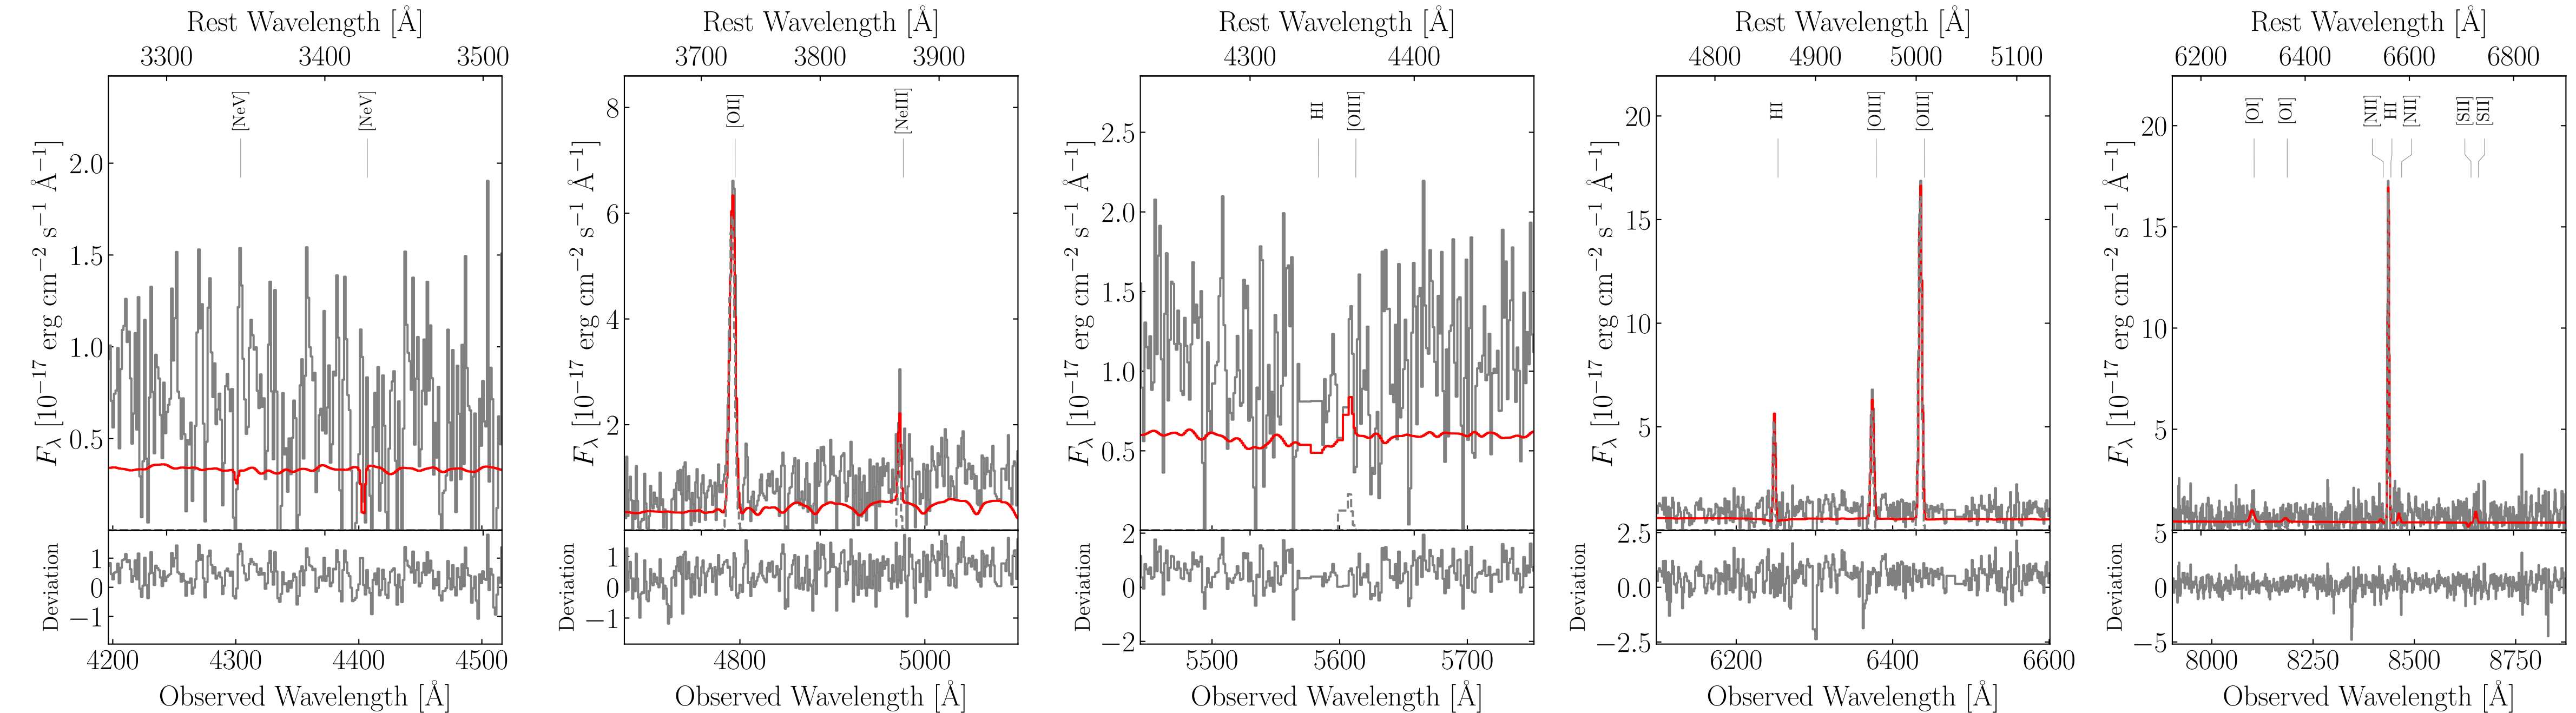 Rest Wavelength [Å]
3300 3400 3500
[NeV] [NeV]
2.0
1.5
1.0
0.5
F_λ [10⁻¹⁷ erg cm⁻² s⁻¹ Å⁻¹]
1
0
−1
Deviation
4200 4300 4400 4500
Observed Wavelength [Å]
Rest Wavelength [Å]
3700 3800 3900
[OII] [NeIII]
8
6
4
2
F_λ [10⁻¹⁷ erg cm⁻² s⁻¹ Å⁻¹]
1
0
−1
Deviation
4800 5000
Observed Wavelength [Å]
Rest Wavelength [Å]
4300 4400
HI [OIII]
2.5
2.0
1.5
1.0
0.5
F_λ [10⁻¹⁷ erg cm⁻² s⁻¹ Å⁻¹]
2
0
−2
Deviation
5500 5600 5700
Observed Wavelength [Å]
Rest Wavelength [Å]
4800 4900 5000 5100
HI [OIII] [OIII]
20
15
10
5
F_λ [10⁻¹⁷ erg cm⁻² s⁻¹ Å⁻¹]
2.5
0.0
−2.5
Deviation
6200 6400 6600
Observed Wavelength [Å]
Rest Wavelength [Å]
6200 6400 6600 6800
[OI] [OI] [NII] HI [NII] [SII] [SII]
20
15
10
5
F_λ [10⁻¹⁷ erg cm⁻² s⁻¹ Å⁻¹]
5
0
−5
Deviation
8000 8250 8500 8750
Observed Wavelength [Å]